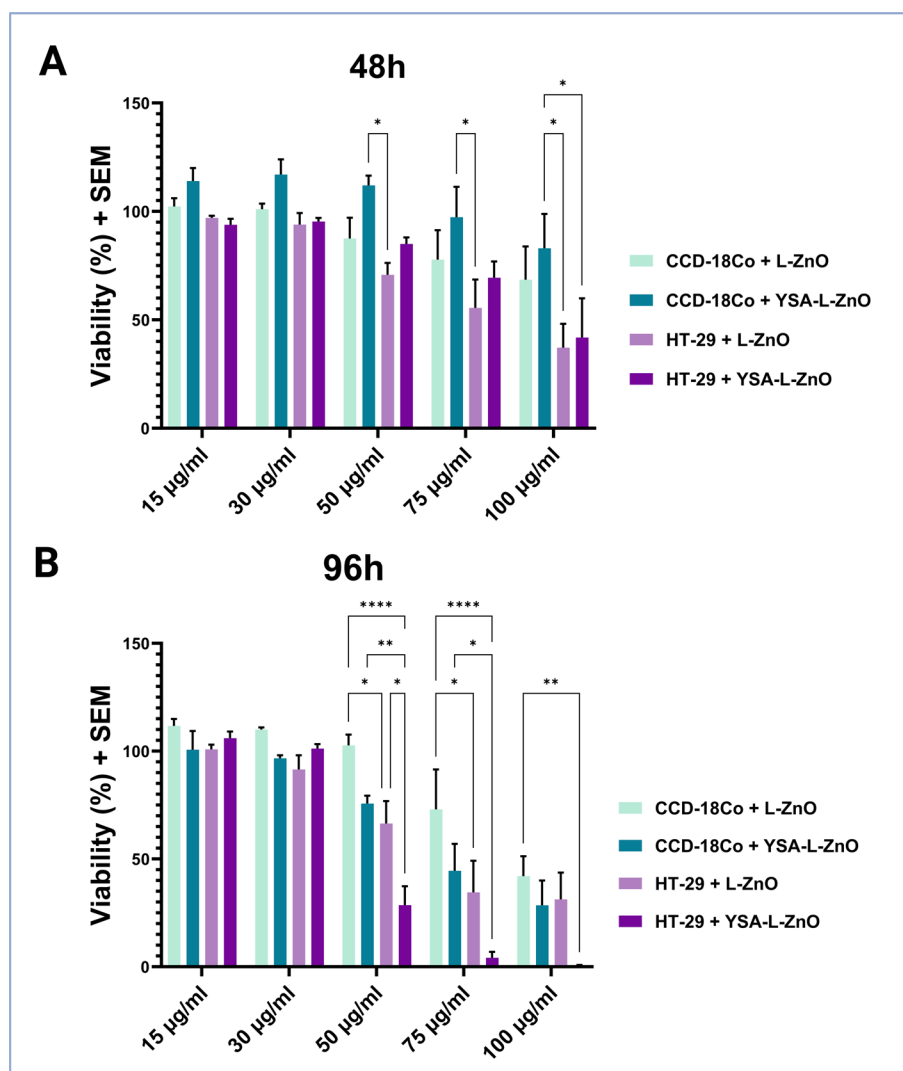 A
48h
Viability (%) + SEM
150
100
50
0
*
*
*
*
15 µg/ml
30 µg/ml
50 µg/ml
75 µg/ml
100 µg/ml
CCD-18Co + L-ZnO
CCD-18Co + YSA-L-ZnO
HT-29 + L-ZnO
HT-29 + YSA-L-ZnO
B
96h
Viability (%) + SEM
150
100
50
0
****
**
*
*
****
*
*
**
15 µg/ml
30 µg/ml
50 µg/ml
75 µg/ml
100 µg/ml
CCD-18Co + L-ZnO
CCD-18Co + YSA-L-ZnO
HT-29 + L-ZnO
HT-29 + YSA-L-ZnO